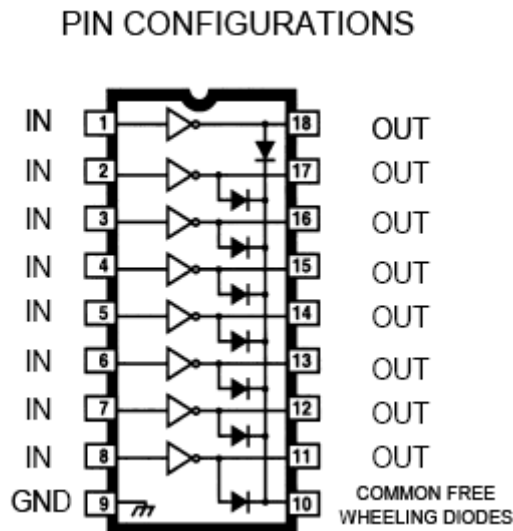 PIN CONFIGURATIONS
IN 1 18 OUT
IN 2 17 OUT
IN 3 16 OUT
IN 4 15 OUT
IN 5 14 OUT
IN 6 13 OUT
IN 7 12 OUT
IN 8 11 OUT
GND 9 10 COMMON FREE
WHEELING DIODES